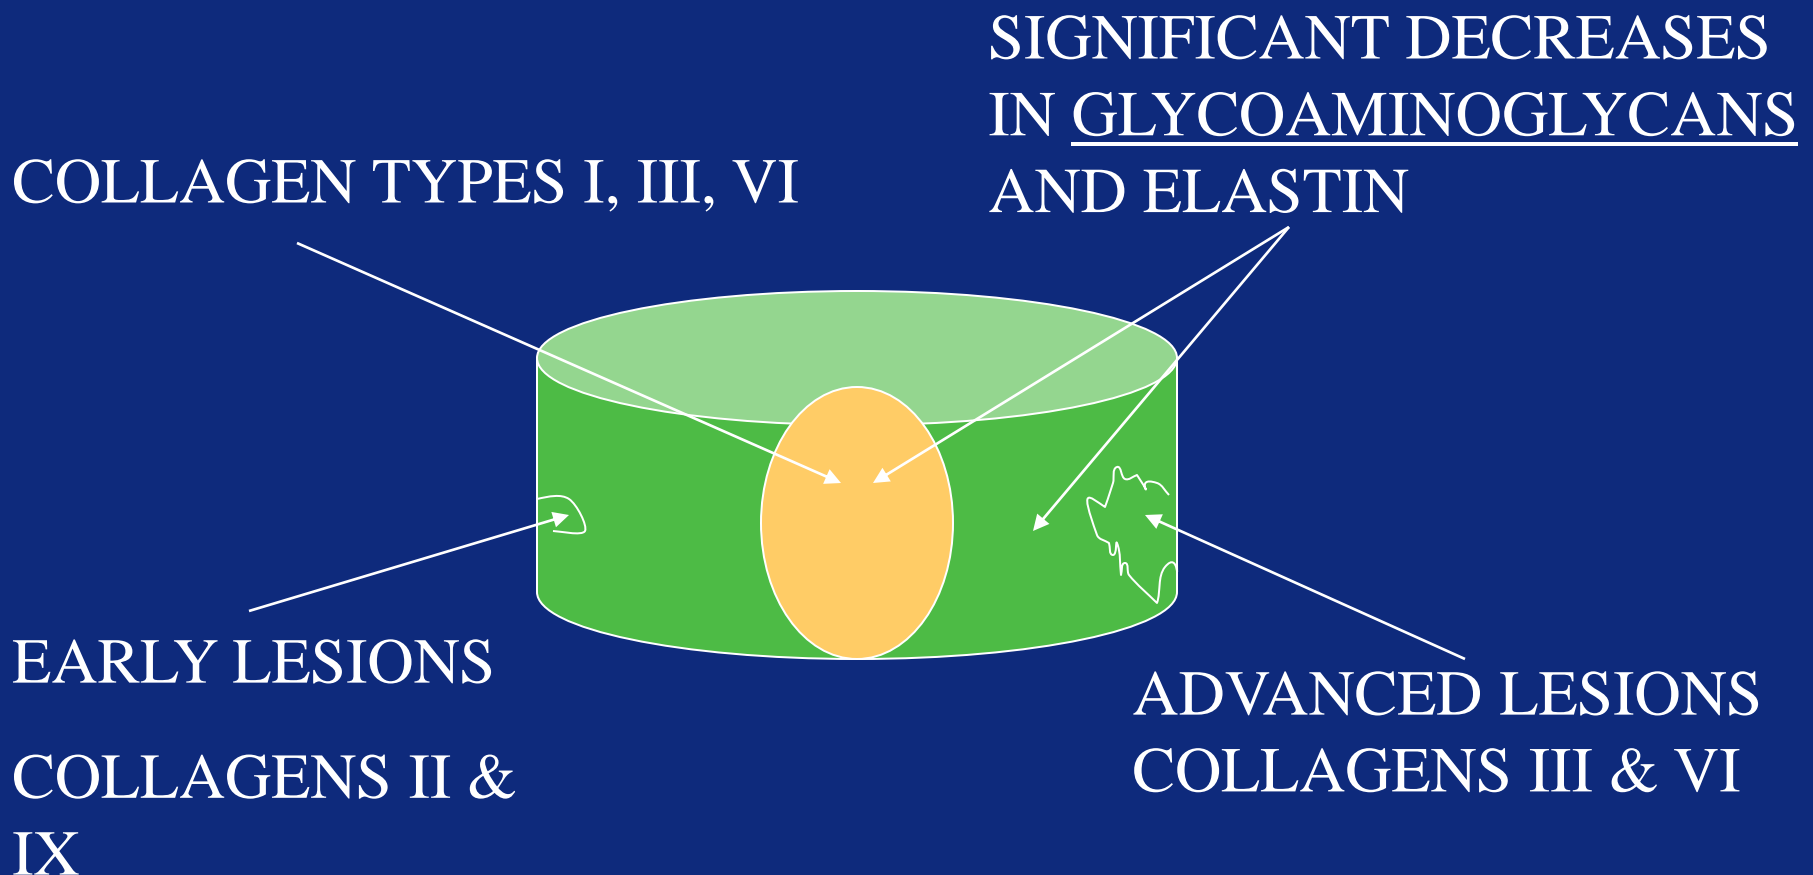 SIGNIFICANT DECREASES
IN GLYCOAMINOGLYCANS
AND ELASTIN
COLLAGEN TYPES I, III, VI
EARLY LESIONS
COLLAGENS II &
IX
ADVANCED LESIONS
COLLAGENS III & VI